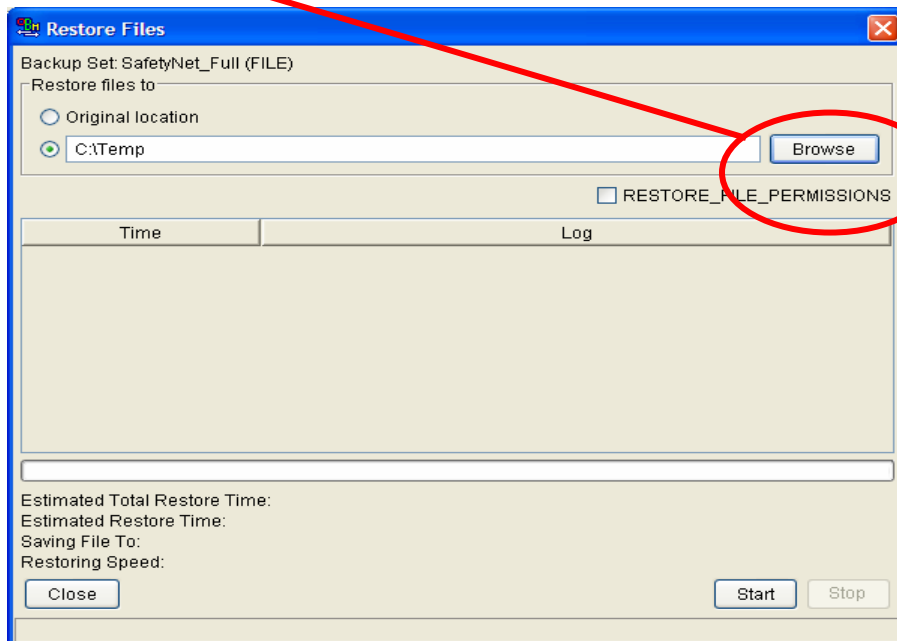 Restore Files
Backup Set: SafetyNet_Full (FILE)
Restore files to
Original location
C:\Temp Browse
RESTORE_FILE_PERMISSIONS
Time Log
Estimated Total Restore Time:
Estimated Restore Time:
Saving File To:
Restoring Speed:
Close Start Stop